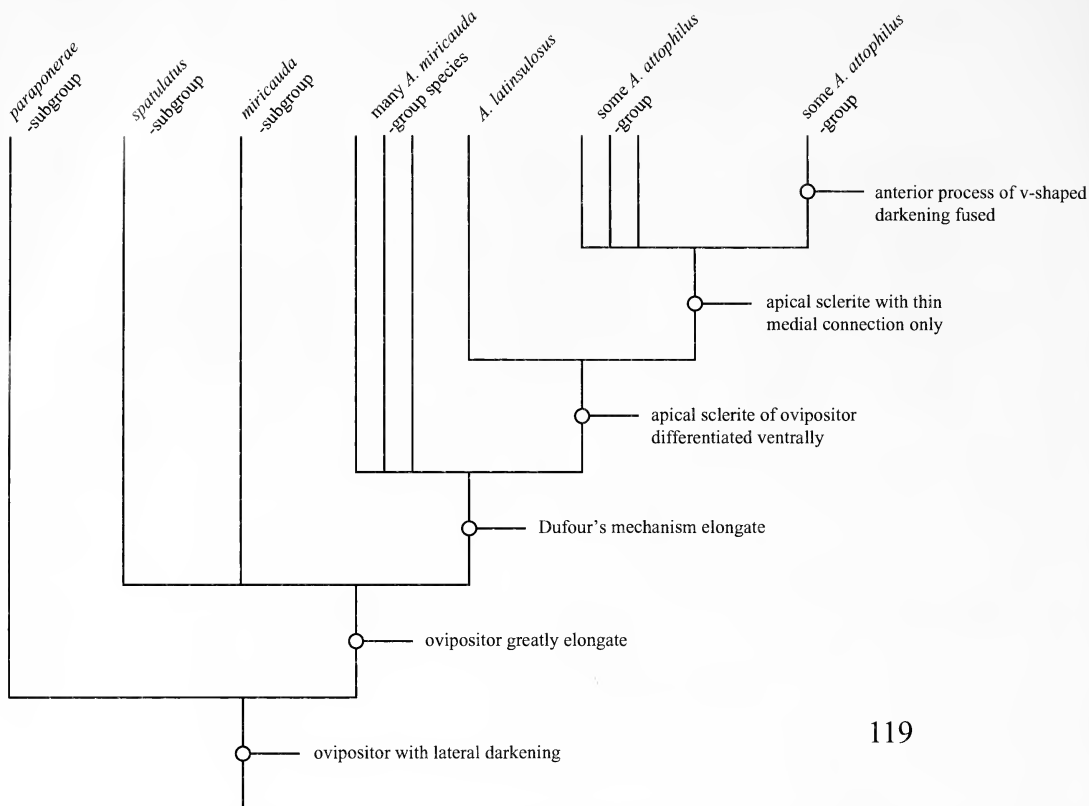 paraponerae
-subgroup
spatulatus
-subgroup
miricauda
-subgroup
many A. miricauda
-group species
A. latinsulosus
some A. attophilus
-group
some A. attophilus
-group
anterior process of v-shaped
darkening fused
apical sclerite with thin
medial connection only
apical sclerite of ovipositor
differentiated ventrally
Dufour's mechanism elongate
ovipositor greatly elongate
ovipositor with lateral darkening
119